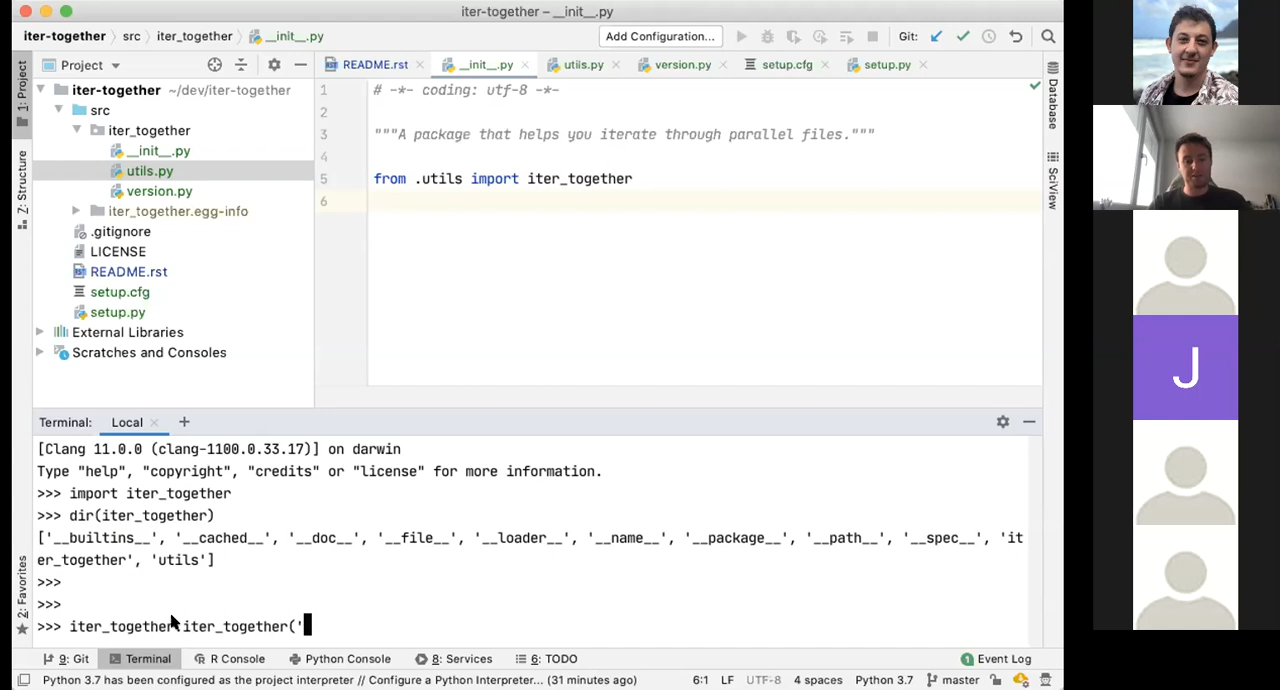 iter-together – __init__.py
iter-together src iter_together __init__.py Add Configuration... Git:
1: Project
Project
README.rst __init__.py utils.py version.py setup.cfg setup.py
iter-together ~/dev/iter-together
src
iter_together
__init__.py
utils.py
version.py
iter_together.egg-info
.gitignore
LICENSE
README.rst
setup.cfg
setup.py
External Libraries
Scratches and Consoles
1 # -*- coding: utf-8 -*-
2
3 """A package that helps you iterate through parallel files."""
4
5 from .utils import iter_together
6
Database
SciView
Z: Structure
2: Favorites
J
Terminal: Local
[Clang 11.0.0 (clang-1100.0.33.17)] on darwin
Type "help", "copyright", "credits" or "license" for more information.
>>> import iter_together
>>> dir(iter_together)
['__builtins__', '__cached__', '__doc__', '__file__', '__loader__', '__name__', '__package__', '__path__', '__spec__', 'it
er_together', 'utils']
>>>
>>>
>>> iter_together.iter_together('
9: Git Terminal R Console Python Console 8: Services 6: TODO 1 Event Log
Python 3.7 has been configured as the project interpreter // Configure a Python Interpreter... (31 minutes ago) 6:1 LF UTF-8 4 spaces Python 3.7 master